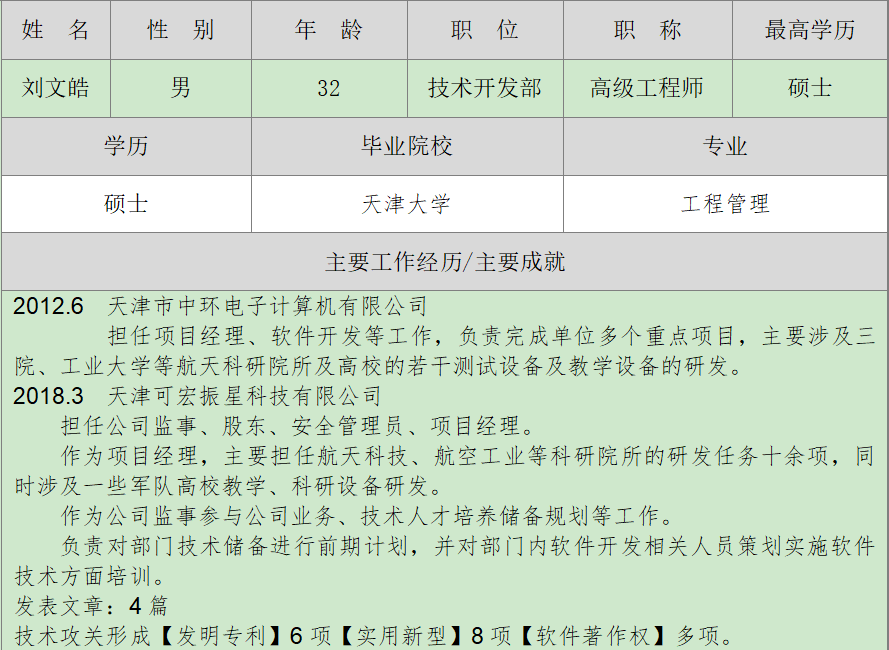 姓 名 性 别 年 龄 职 位 职 称 最高学历
刘文皓 男 32 技术开发部 高级工程师 硕士
学历 毕业院校 专业
硕士 天津大学 工程管理
主要工作经历/主要成就
2012.6 天津市中环电子计算机有限公司
担任项目经理、软件开发等工作，负责完成单位多个重点项目，主要涉及三
院、工业大学等航天科研院所及高校的若干测试设备及教学设备的研发。
2018.3 天津可宏振星科技有限公司
担任公司监事、股东、安全管理员、项目经理。
作为项目经理，主要担任航天科技、航空工业等科研院所的研发任务十余项，同
时涉及一些军队高校教学、科研设备研发。
作为公司监事参与公司业务、技术人才培养储备规划等工作。
负责对部门技术储备进行前期计划，并对部门内软件开发相关人员策划实施软件
技术方面培训。
发表文章：4 篇
技术攻关形成【发明专利】6 项【实用新型】8 项【软件著作权】多项。